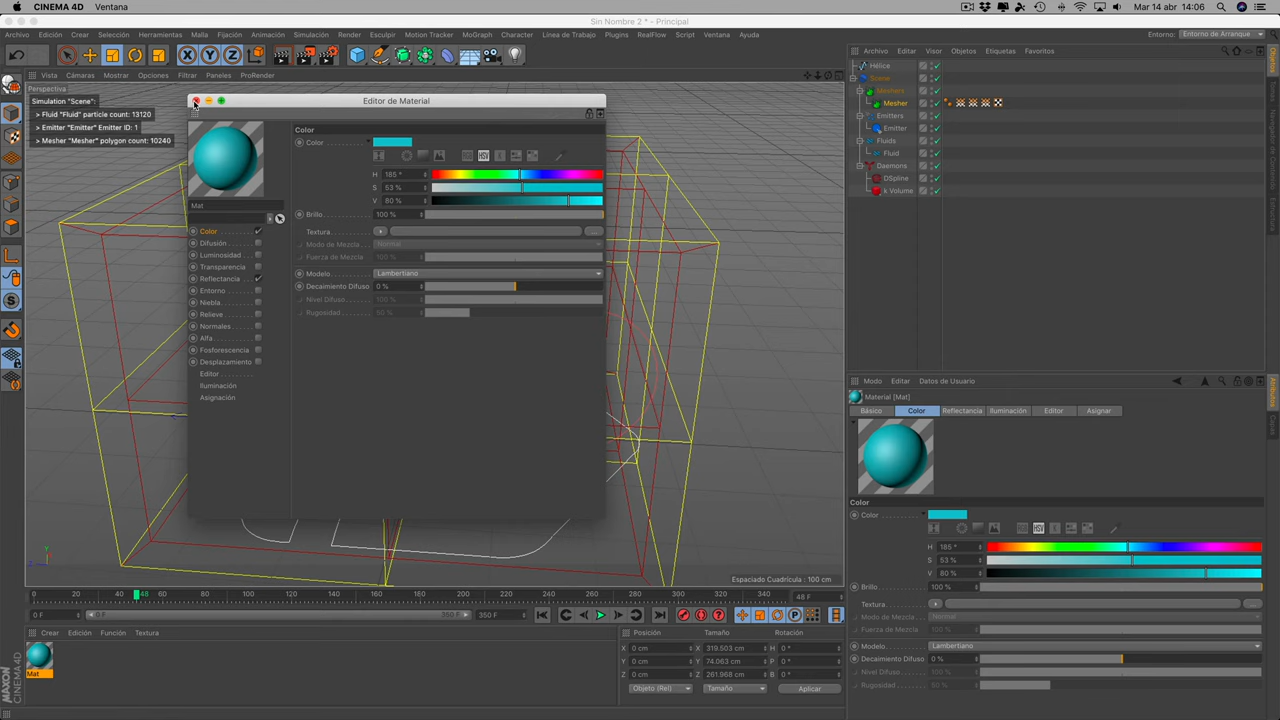 CINEMA 4D Ventana
Mar 14 abr 14:06
Sin Nombre 2 * - Principal
Archivo Edición Crear Selección Herramientas Malla Fijación Animación Simulación Render Esculpir Motion Tracker MoGraph Character Línea de Trabajo Plugins RealFlow Script Ventana Ayuda
Entorno: Entorno de Arranque
X Y Z
Vista Cámaras Mostrar Opciones Filtrar Paneles ProRender
Archivo Editar Visor Objetos Etiquetas Favoritos
Perspectiva
Simulation "Scene":
> Fluid "Fluid" particle count: 13120
> Emitter "Emitter" Emitter ID: 1
> Mesher "Mesher" polygon count: 10240
Hélice
Scene
Meshers
Mesher
Emitters
Emitter
Fluids
Fluid
Daemons
DSpline
k Volume
Editor de Material
Color
Color
H 185 °
S 53 %
V 80 %
Brillo 100 %
Textura
Modo de Mezcla Normal
Fuerza de Mezcla 100 %
Modelo Lambertiano
Decaimiento Difuso 0 %
Nivel Difuso 100 %
Rugosidad 50 %
Mat
Color
Difusión
Luminosidad
Transparencia
Reflectancia
Entorno
Niebla
Relieve
Normales
Alfa
Fosforescencia
Desplazamiento
Editor
Iluminación
Asignación
Modo Editar Datos de Usuario
Material [Mat]
Básico Color Reflectancia Iluminación Editor Asignar
Color
Color
H 185 °
S 53 %
V 80 %
Brillo 100 %
Textura
Modo de Mezcla Normal
Fuerza de Mezcla 100 %
Modelo Lambertiano
Decaimiento Difuso 0 %
Nivel Difuso 100 %
Rugosidad 50 %
Espaciado Cuadrícula : 100 cm
0 20 40 48 60 80 100 120 140 160 180 200 220 240 260 280 300 320 340 48 F
0 F 0 F 350 F 350 F
Crear Edición Función Textura
Mat
Posición Tamaño Rotación
X 0 cm X 319.503 cm H 0 °
Y 0 cm Y 74.063 cm P 0 °
Z 0 cm Z 261.968 cm B 0 °
Objeto (Rel) Tamaño Aplicar
MAXON
CINEMA 4D